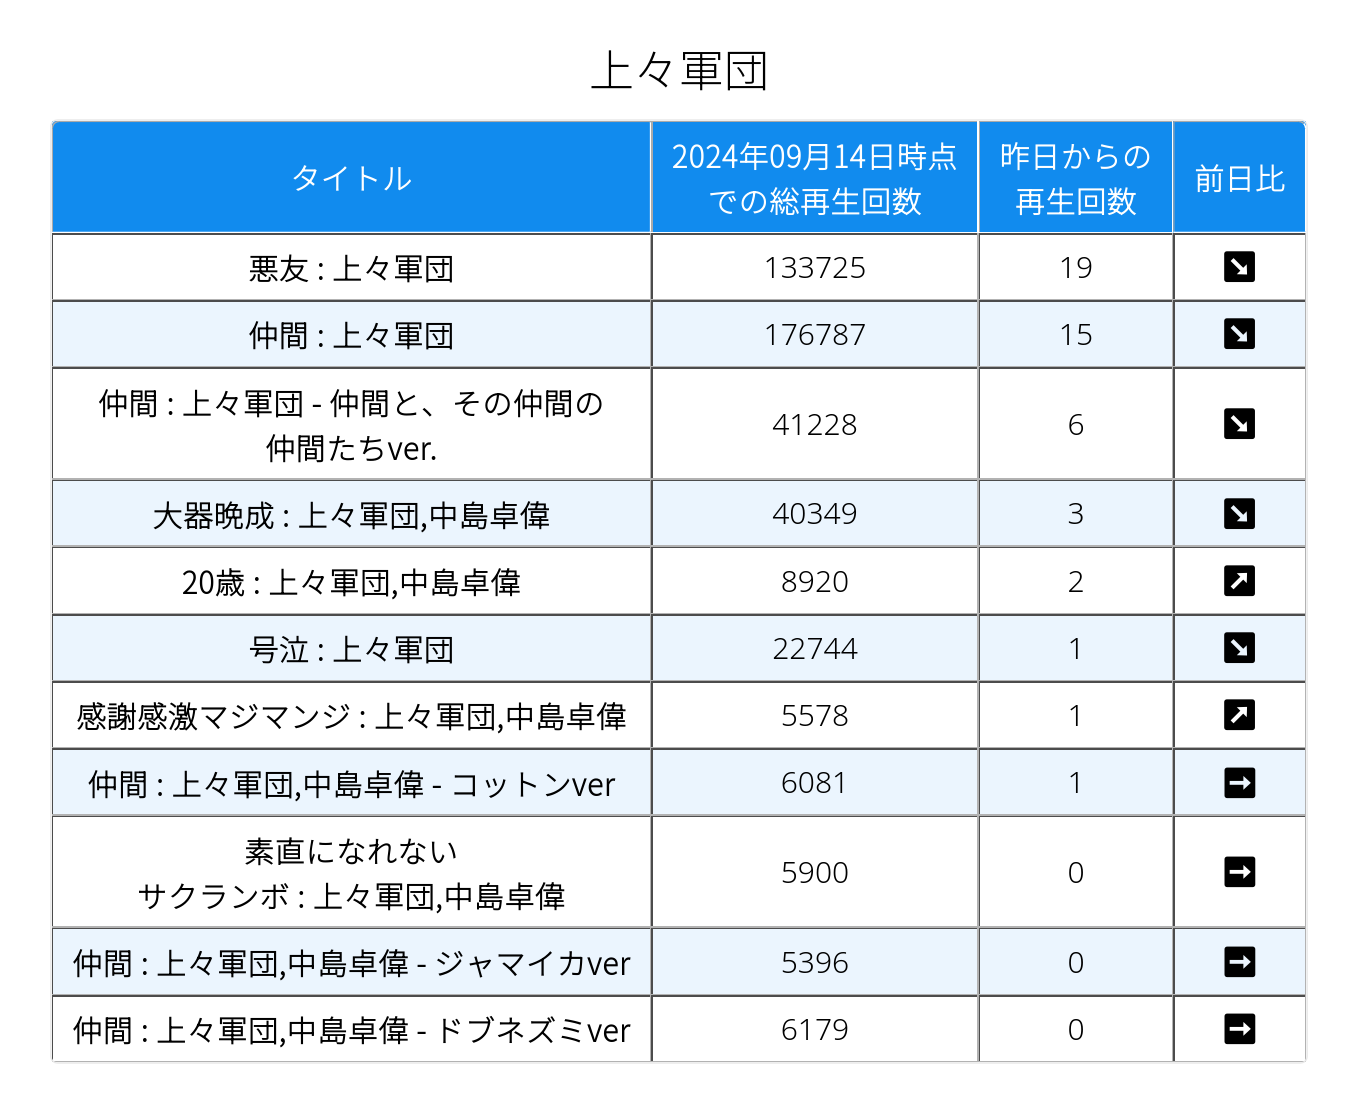 上々軍団
タイトル
2024年09月14日時点
での総再生回数
昨日からの
再生回数
前日比
悪友 : 上々軍団
133725
19
仲間 : 上々軍団
176787
15
仲間 : 上々軍団 - 仲間と、その仲間の
仲間たちver.
41228
6
大器晩成 : 上々軍団,中島卓偉
40349
3
20歳 : 上々軍団,中島卓偉
8920
2
号泣 : 上々軍団
22744
1
感謝感激マジマンジ : 上々軍団,中島卓偉
5578
1
仲間 : 上々軍団,中島卓偉 - コットンver
6081
1
素直になれない
サクランボ : 上々軍団,中島卓偉
5900
0
仲間 : 上々軍団,中島卓偉 - ジャマイカver
5396
0
仲間 : 上々軍団,中島卓偉 - ドブネズミver
6179
0